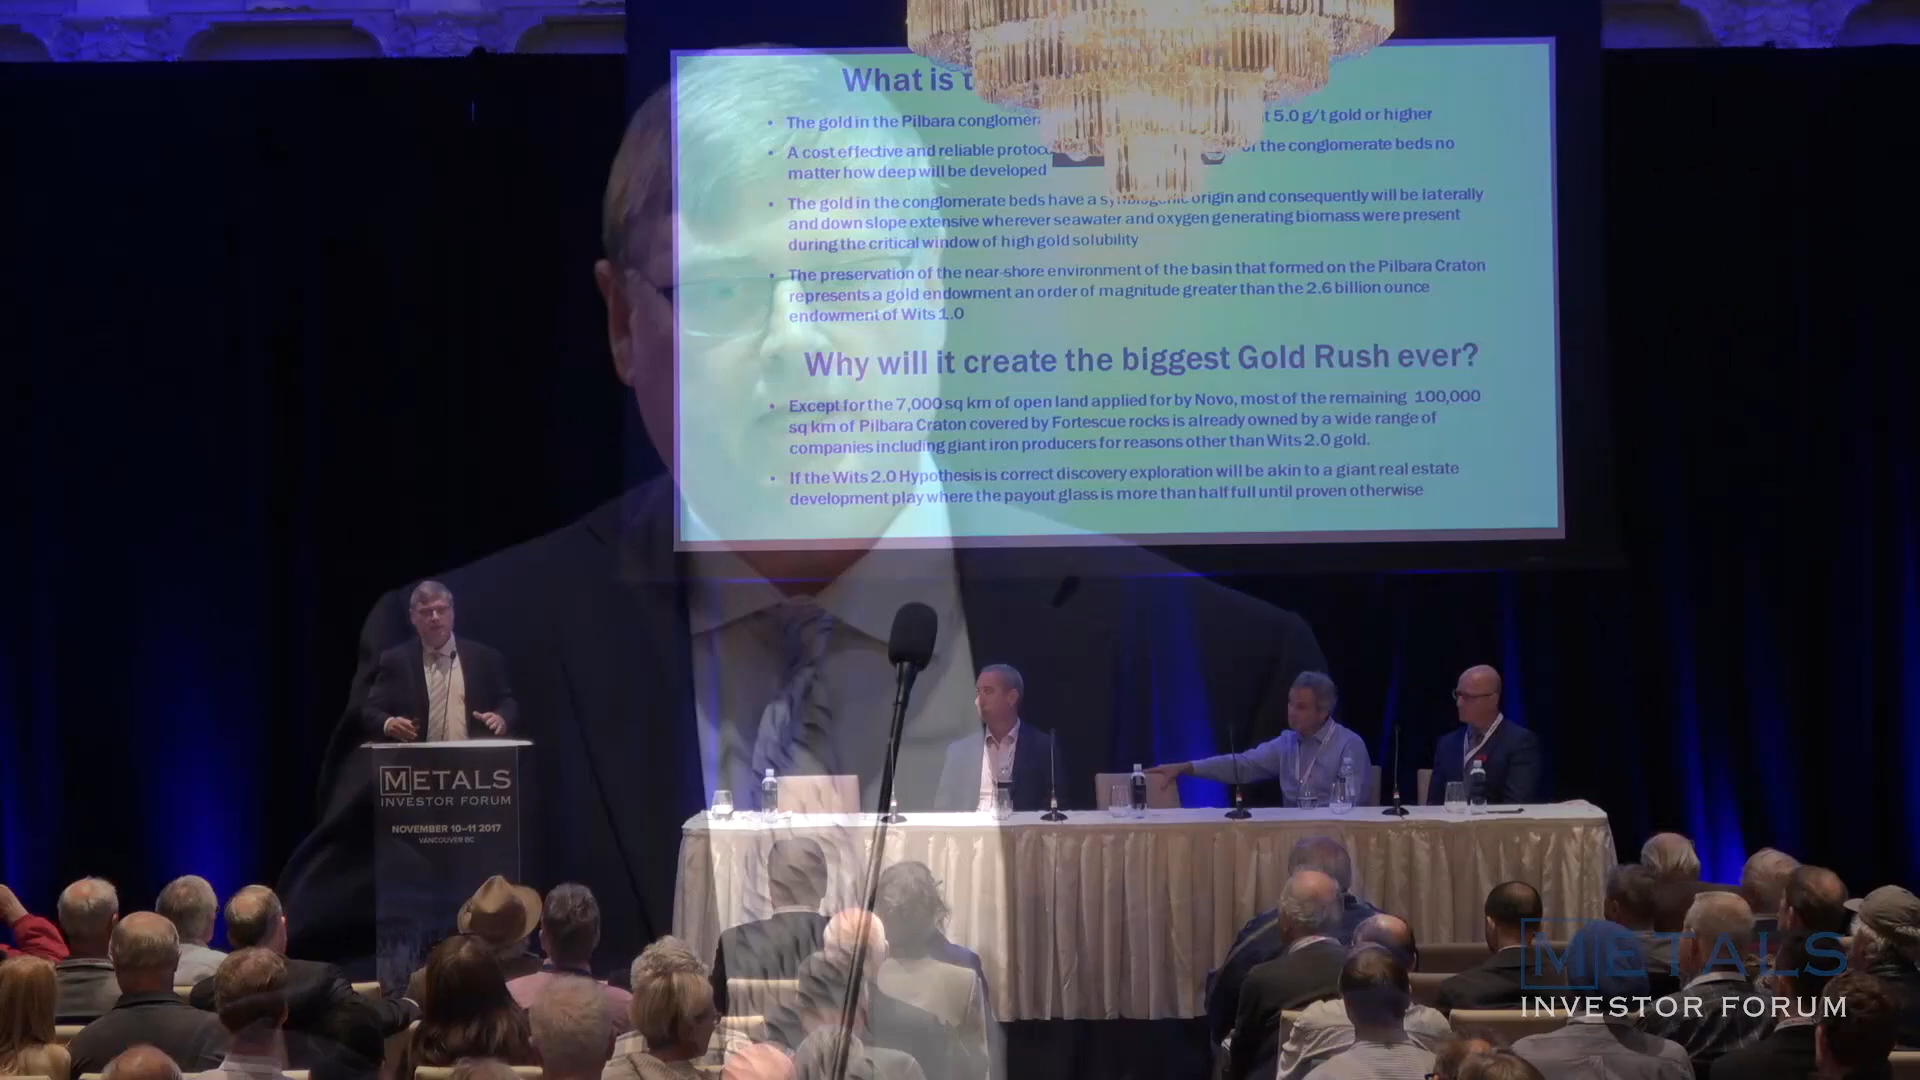 What is t
• The gold in the Pilbara conglomer t 5.0 g/t gold or higher
• A cost effective and reliable protoc of the conglomerate beds no
matter how deep will be developed
• The gold in the conglomerate beds have a origin and consequently will be laterally
and down slope extensive wherever seawater and oxygen generating biomass were present
during the critical window of high gold solubility
• The preservation of the near-shore environment of the basin that formed on the Pilbara Craton
represents a gold endowment an order of magnitude greater than the 2.6 billion ounce
endowment of Wits 1.0
Why will it create the biggest Gold Rush ever?
• Except for the 7,000 sq km of open land applied for by Novo, most of the remaining 100,000
sq km of Pilbara Craton covered by Fortescue rocks is already owned by a wide range of
companies including giant iron producers for reasons other than Wits 2.0 gold.
• If the Wits 2.0 Hypothesis is correct discovery exploration will be akin to a giant real estate
development play where the payout glass is more than half full until proven otherwise
METALS
INVESTOR FORUM
NOVEMBER 10–11 2017
VANCOUVER BC
METALS
INVESTOR FORUM